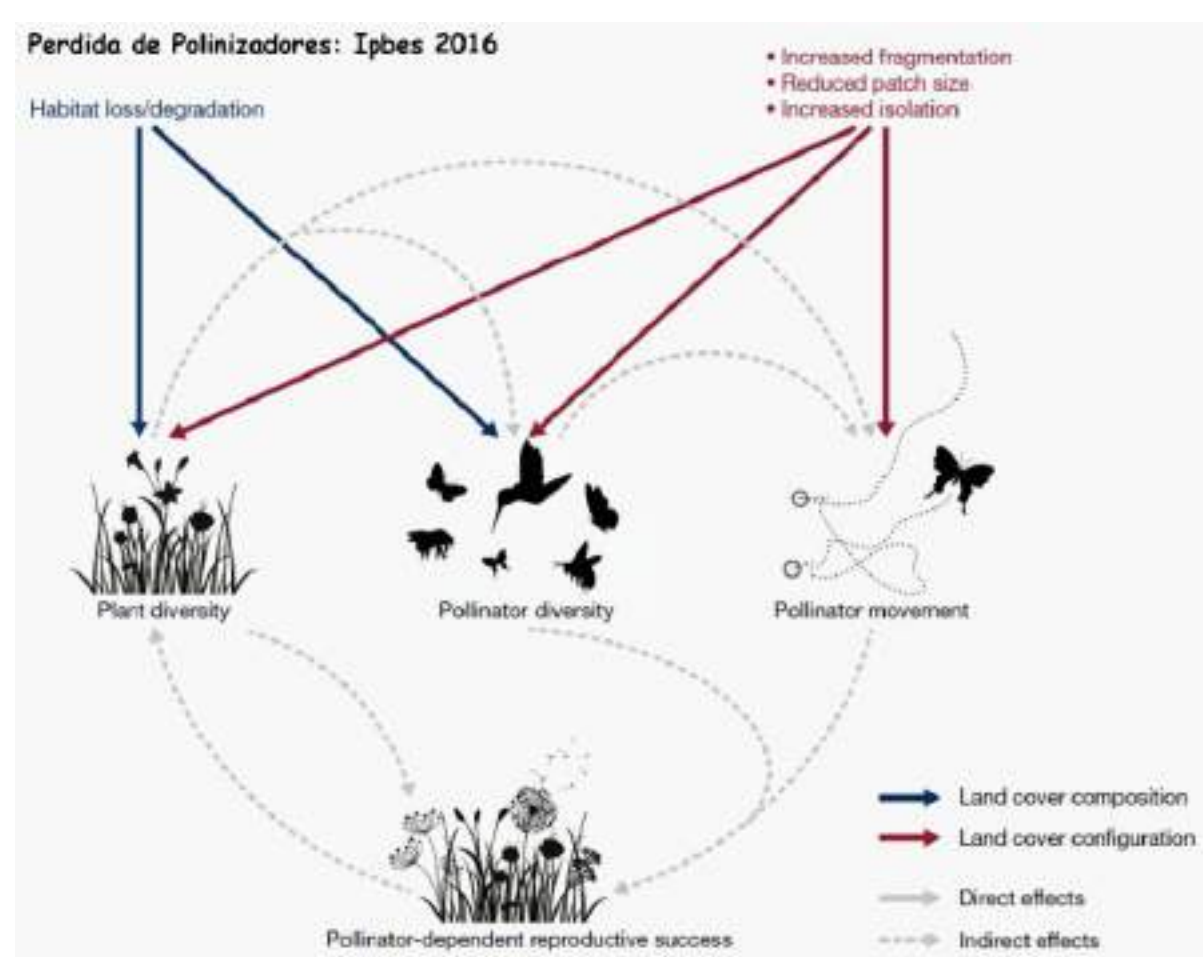 Perdida de Polinizadores: Ipbes 2016
Habitat loss/degradation
• Increased fragmentation
• Reduced patch size
• Increased isolation
Plant diversity
Pollinator diversity
Pollinator movement
Pollinator-dependent reproductive success
Land cover composition
Land cover configuration
Direct effects
Indirect effects